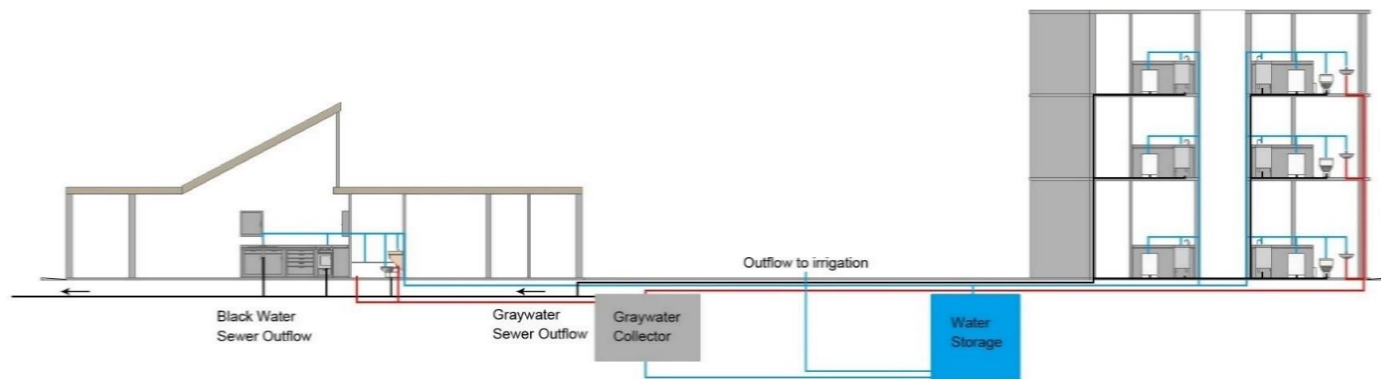 Outflow to irrigation
Black Water
Sewer Outflow
Graywater
Sewer Outflow
Graywater
Collector
Water
Storage